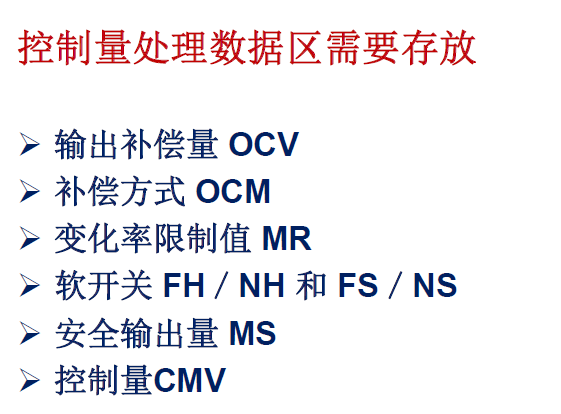 控制量处理数据区需要存放
➢ 输出补偿量 OCV
➢ 补偿方式 OCM
➢ 变化率限制值 MR
➢ 软开关 FH／NH 和 FS／NS
➢ 安全输出量 MS
➢ 控制量CMV